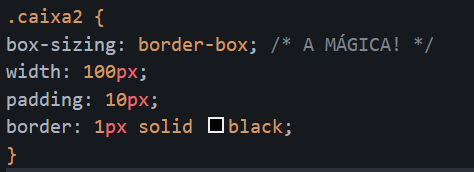 .caixa2 {
box-sizing: border-box; /* A MÁGICA! */
width: 100px;
padding: 10px;
border: 1px solid black;
}